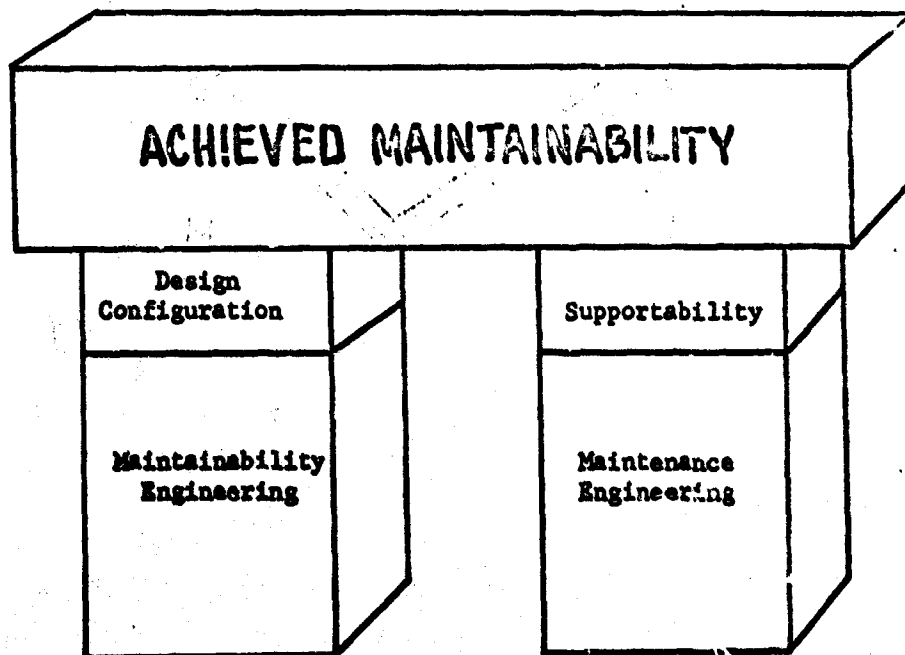 ACHIEVED MAINTAINABILITY
Design
Configuration
Supportability
Maintainability
Engineering
Maintenance
Engineering